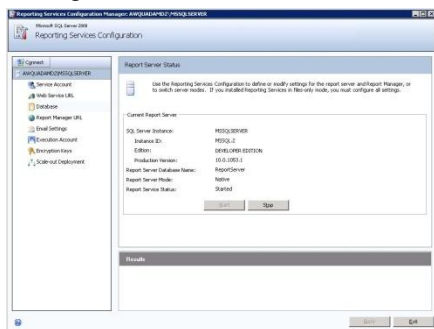 Reporting Services Configuration Manager: AWQUADAMD2\MSSQLSERVER
Microsoft SQL Server 2008
Reporting Services Configuration
Connect
AWQUADAMD2\MSSQLSERVER
Service Account
Web Service URL
Database
Report Manager URL
Email Settings
Execution Account
Encryption Keys
Scale-out Deployment
Report Server Status
Use the Reporting Services Configuration to define or modify settings for the report server and Report Manager, or
to switch server modes. If you installed Reporting Services in files-only mode, you must configure all settings.
Current Report Server
SQL Server Instance: MSSQLSERVER
Instance ID: MSSQL.2
Edition: DEVELOPER EDITION
Production Version: 10.0.1053.1
Report Server Database Name: ReportServer
Report Server Mode: Native
Report Service Status: Started
Start Stop
Results
Exit